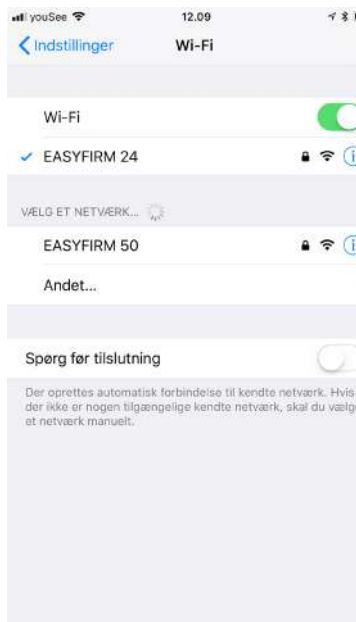 youSee 12.09
Indstillinger Wi-Fi
Wi-Fi
EASYFIRM 24
VÆLG ET NETVÆRK...
EASYFIRM 50
Andet...
Spørg før tilslutning
Der oprettes automatisk forbindelse til kendte netværk. Hvis
der ikke er nogen tilgængelige kendte netværk, skal du vælge
et netværk manuelt.